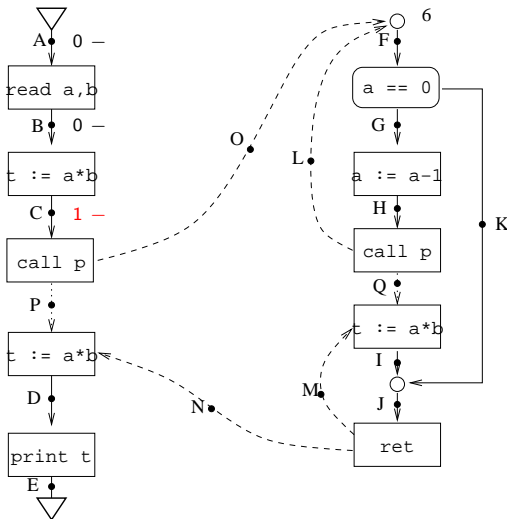 6
A 0 –
F
read a,b
a == 0
B 0 –
G
O
L
t := a*b
a := a-1
C 1 –
H
K
call p
call p
P
Q
t := a*b
t := a*b
I
D
M
N
J
print t
ret
E